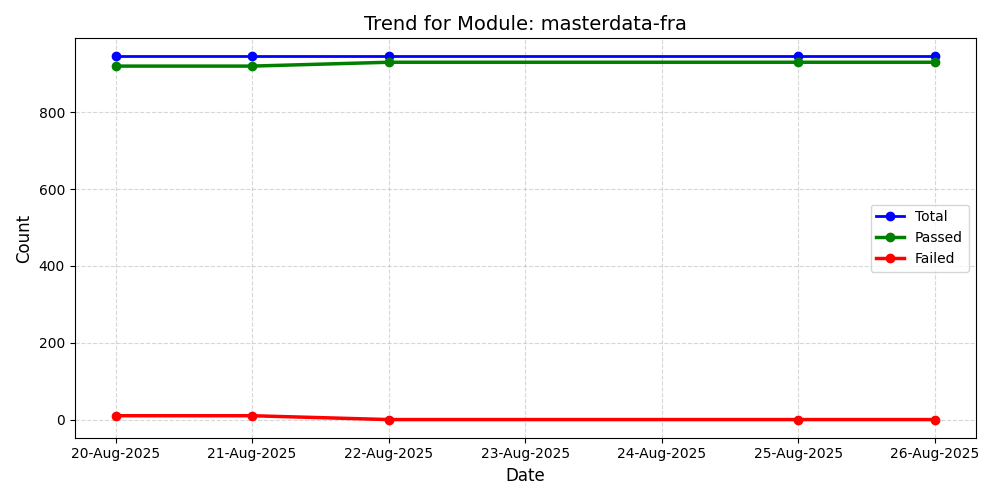 Trend for Module: masterdata-fra
Count
800
600
400
200
0
Total
Passed
Failed
20-Aug-2025
21-Aug-2025
22-Aug-2025
23-Aug-2025
24-Aug-2025
25-Aug-2025
26-Aug-2025
Date